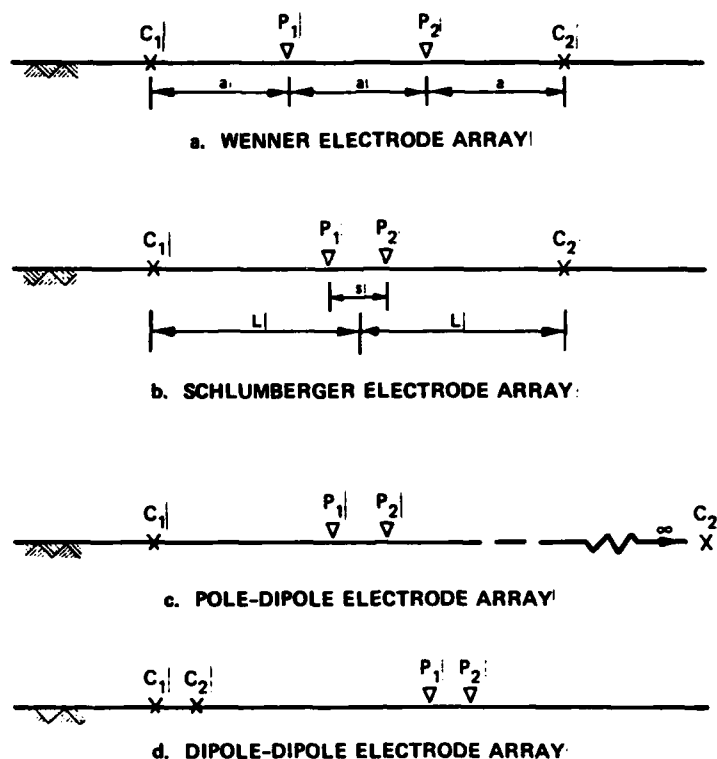 C1 P1 P2 C2
a a a
a. WENNER ELECTRODE ARRAY
C1 P1 P2 C2
s
L L
b. SCHLUMBERGER ELECTRODE ARRAY
C1 P1 P2 ∞ C2
c. POLE-DIPOLE ELECTRODE ARRAY
C1 C2 P1 P2
d. DIPOLE-DIPOLE ELECTRODE ARRAY